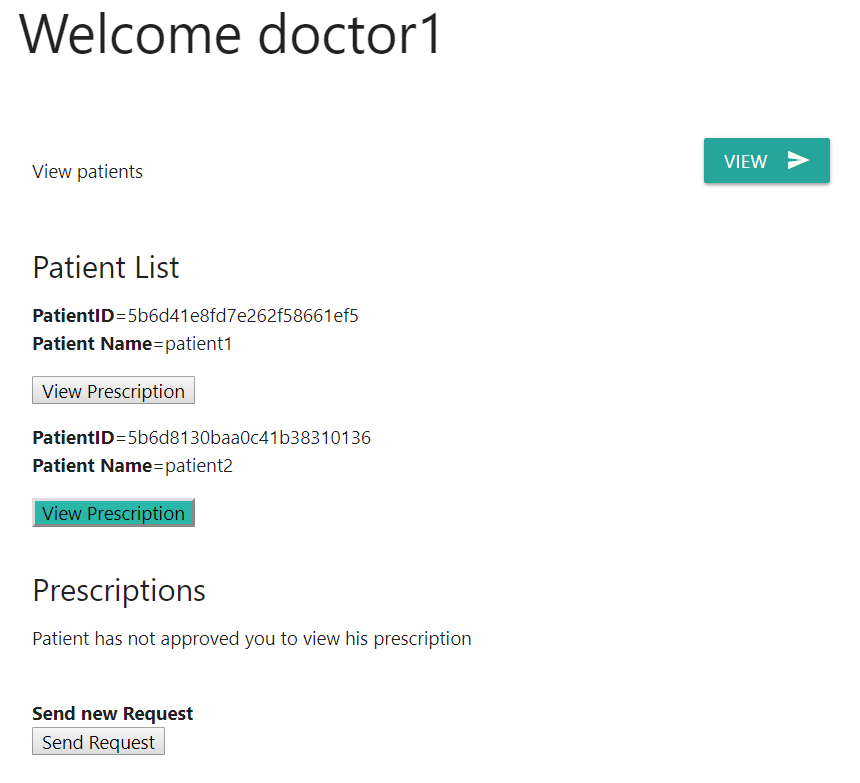 Welcome doctor1
View patients
VIEW
Patient List
PatientID=5b6d41e8fd7e262f58661ef5
Patient Name=patient1
View Prescription
PatientID=5b6d8130baa0c41b38310136
Patient Name=patient2
View Prescription
Prescriptions
Patient has not approved you to view his prescription
Send new Request
Send Request